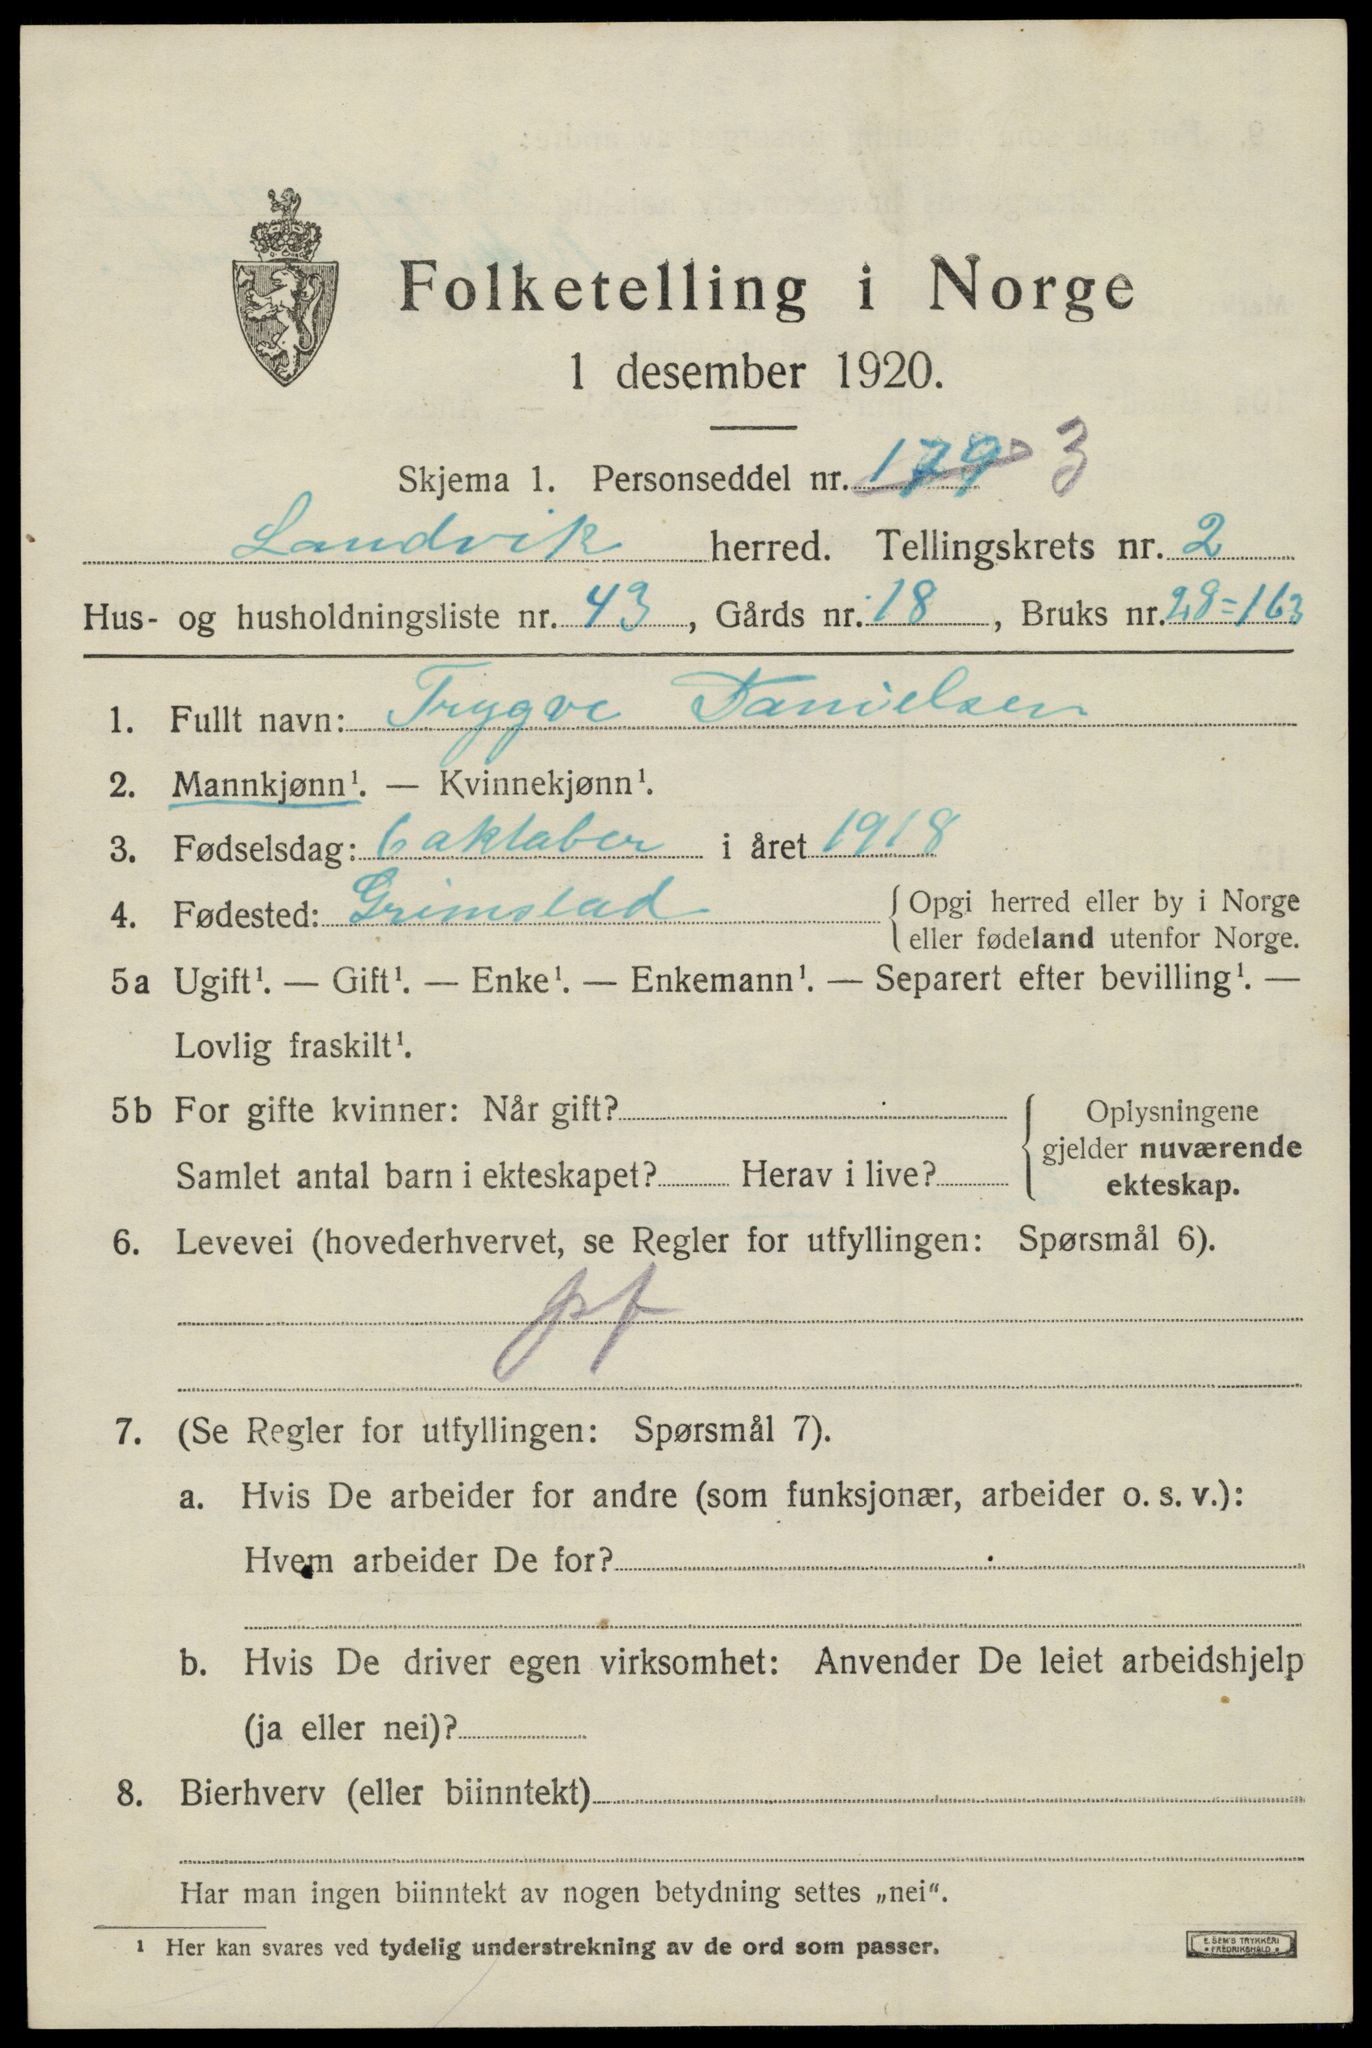 Folketelling i Norge
1 desember 1920.
Skjema 1. Personseddel nr. 179 3
Landvik herred. Tellingskrets nr. 2
Hus- og husholdningsliste nr. 43, Gårds nr. 18, Bruks nr. 28=163
1. Fullt navn: Trygve Danielsen
2. Mannkjønn¹. — Kvinnekjønn¹.
3. Fødselsdag: 6 oktober i året 1918
4. Fødested: Grimstad { Opgi herred eller by i Norge
eller fødeland utenfor Norge.
5a Ugift¹. — Gift¹. — Enke¹. — Enkemann¹. — Separert efter bevilling¹. —
Lovlig fraskilt¹.
5b For gifte kvinner: Når gift?
Samlet antal barn i ekteskapet? Herav i live?
{ Oplysningene
gjelder nuværende
ekteskap.
6. Levevei (hovederhvervet, se Regler for utfyllingen: Spørsmål 6).
pf
7. (Se Regler for utfyllingen: Spørsmål 7).
a. Hvis De arbeider for andre (som funksjonær, arbeider o. s. v.):
Hvem arbeider De for?
b. Hvis De driver egen virksomhet: Anvender De leiet arbeidshjelp
(ja eller nei)?
8. Bierhverv (eller biinntekt)
Har man ingen biinntekt av nogen betydning settes „nei“.
¹ Her kan svares ved tydelig understrekning av de ord som passer.
E. SEM'S TRYKKERI
• FREDRIKSHALD •